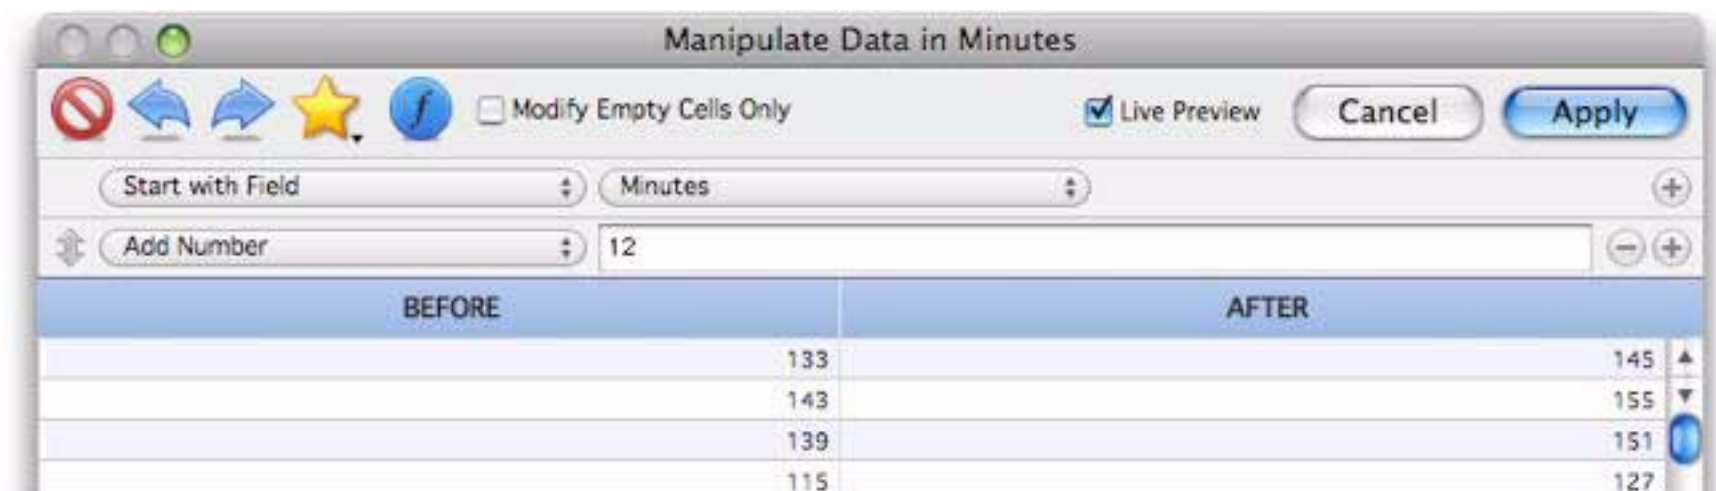 Manipulate Data in Minutes
f Modify Empty Cells Only Live Preview Cancel Apply
Start with Field Minutes
Add Number 12
BEFORE AFTER
133 145
143 155
139 151
115 127